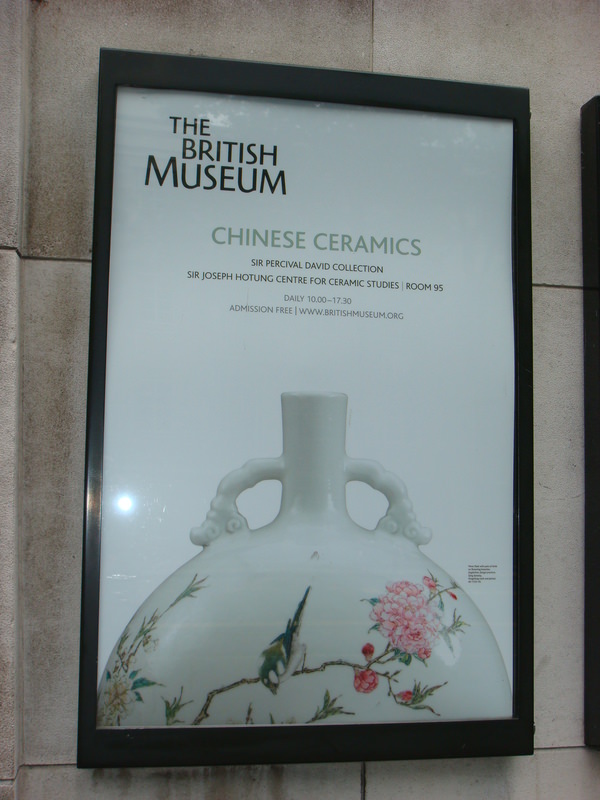 THE
BRITISH
MUSEUM
CHINESE CERAMICS
SIR PERCIVAL DAVID COLLECTION
SIR JOSEPH HOTUNG CENTRE FOR CERAMIC STUDIES | ROOM 95
DAILY 10.00–17.30
ADMISSION FREE | WWW.BRITISHMUSEUM.ORG